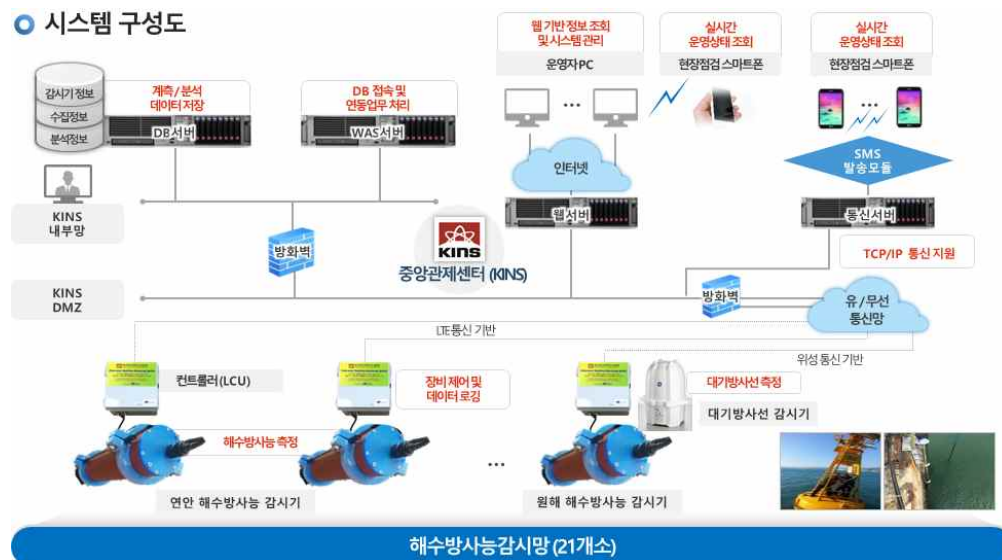 시스템 구성도
웹 기반 정보 조회
및 시스템 관리
운영자 PC
실시간
운영상태 조회
현장점검 스마트폰
실시간
운영상태 조회
현장점검 스마트폰
감시기 정보
수집정보
분석정보
계측 / 분석
데이터 저장
DB서버
DB 접속 및
연동업무 처리
WAS서버
...
...
인터넷
SMS
발송모듈
웹서버
통신서버
KINS
내부망
방화벽
KINS
중앙관제센터 (KINS)
TCP/IP 통신 지원
KINS
DMZ
방화벽
유 / 무선
통신망
LTE통신 기반
위성 통신 기반
컨트롤러(LCU)
장비 제어 및
데이터 로깅
대기방사선 측정
대기방사선 감시기
해수방사능 측정
...
연안 해수방사능 감시기
원해 해수방사능 감시기
해수방사능감시망 (21개소)